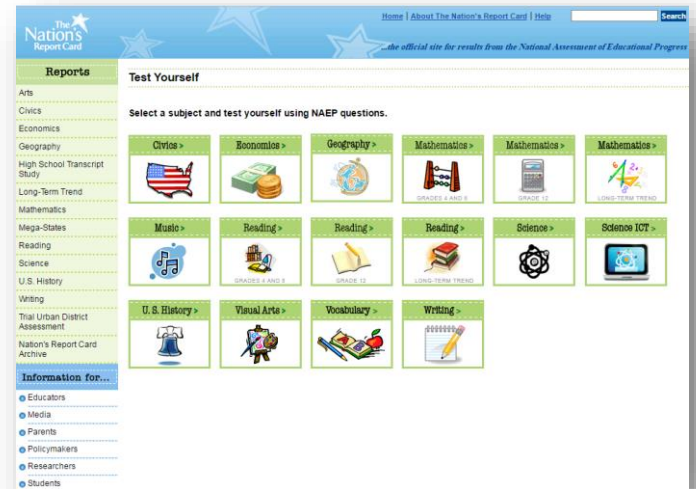 The
Nation's
Report Card
Home | About The Nation's Report Card | Help
Search
...the official site for results from the National Assessment of Educational Progress
Reports
Arts
Civics
Economics
Geography
High School Transcript
Study
Long-Term Trend
Mathematics
Mega-States
Reading
Science
U.S. History
Writing
Trial Urban District
Assessment
Nation's Report Card
Archive
Information for...
Educators
Media
Parents
Policymakers
Researchers
Students
Test Yourself
Select a subject and test yourself using NAEP questions.
Civics >
Economics >
Geography >
Mathematics >
GRADES 4 AND 8
Mathematics >
GRADE 12
Mathematics >
LONG-TERM TREND
Music >
Reading >
GRADES 4 AND 8
Reading >
GRADE 12
Reading >
LONG-TERM TREND
Science >
Science ICT >
U.S. History >
Visual Arts >
Vocabulary >
Writing >